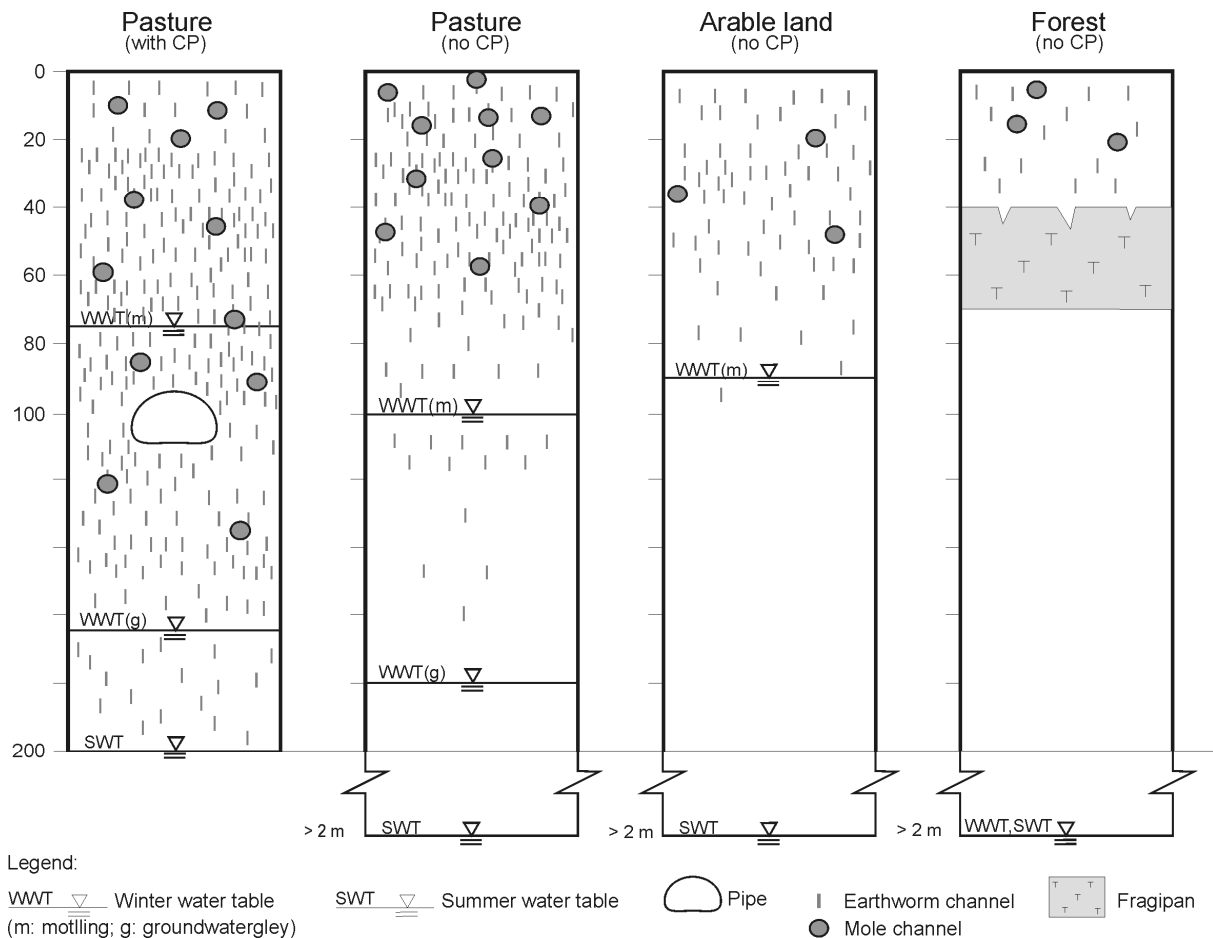 Pasture
(with CP)
Pasture
(no CP)
Arable land
(no CP)
Forest
(no CP)
0
20
40
60
80
100
200
WWT(m)
WWT(g)
SWT
WWT(m)
WWT(g)
> 2 m
SWT
WWT(m)
> 2 m
SWT
> 2 m
WWT,SWT
Legend:
WWT Winter water table
(m: motlling; g: groundwatergley)
SWT Summer water table
Pipe
Earthworm channel
Mole channel
Fragipan